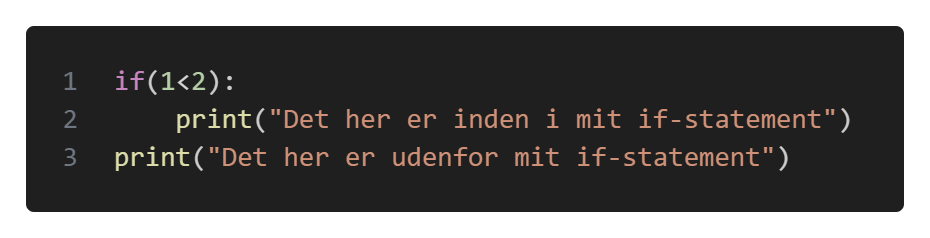 1 if(1<2):
2     print("Det her er inden i mit if-statement")
3 print("Det her er udenfor mit if-statement")